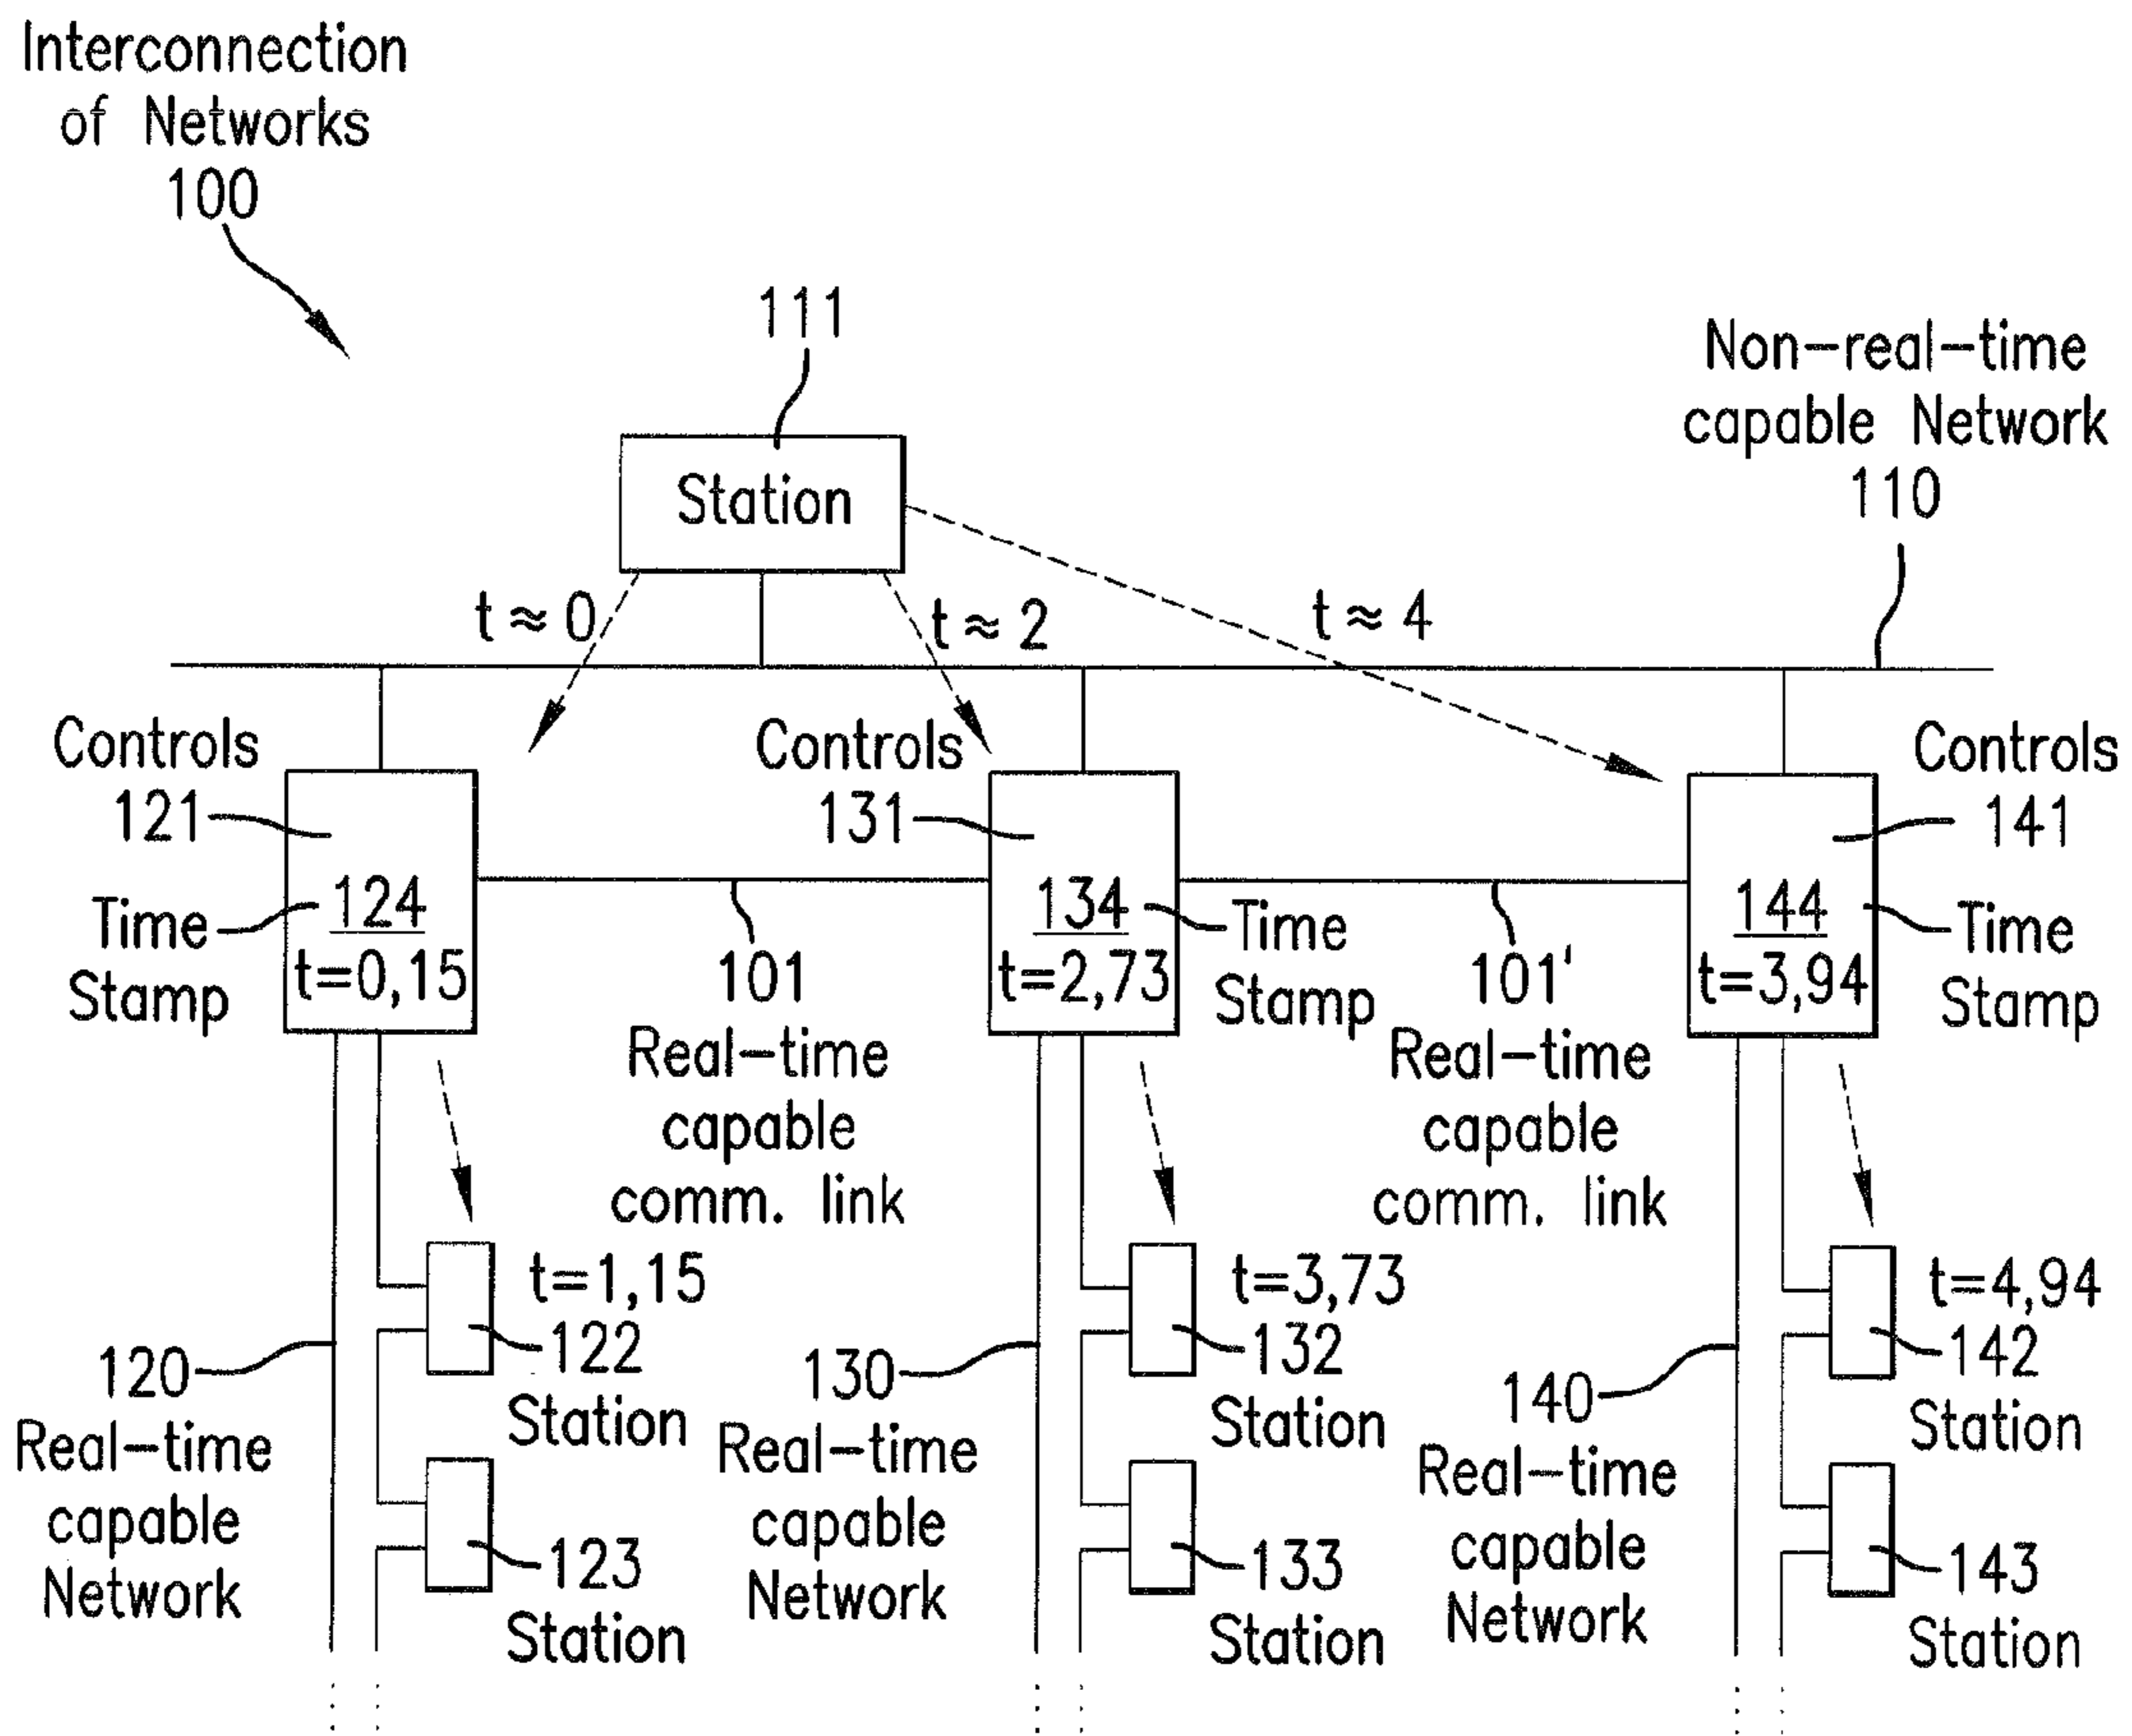 Interconnection
of Networks
100
111
Station
Non-real-time
capable Network
110
t≈0
t≈2
t≈4
Controls
121
Controls
131
Controls
141
Time
Stamp
124
t=0,15
101
Real-time
capable
comm. link
134
t=2,73
Time
Stamp
101'
Real-time
capable
comm. link
144
t=3,94
Time
Stamp
t=1,15
122
Station
120
Real-time
capable
Network
123
Station
t=3,73
132
Station
130
Real-time
capable
Network
133
Station
t=4,94
142
Station
140
Real-time
capable
Network
143
Station